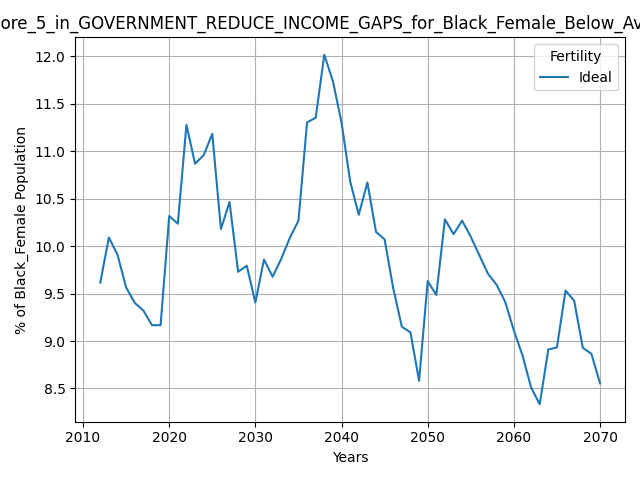 ore_5_in_GOVERNMENT_REDUCE_INCOME_GAPS_for_Black_Female_Below_Av
Fertility
Ideal
% of Black_Female Population
12.0
11.5
11.0
10.5
10.0
9.5
9.0
8.5
2010 2020 2030 2040 2050 2060 2070
Years